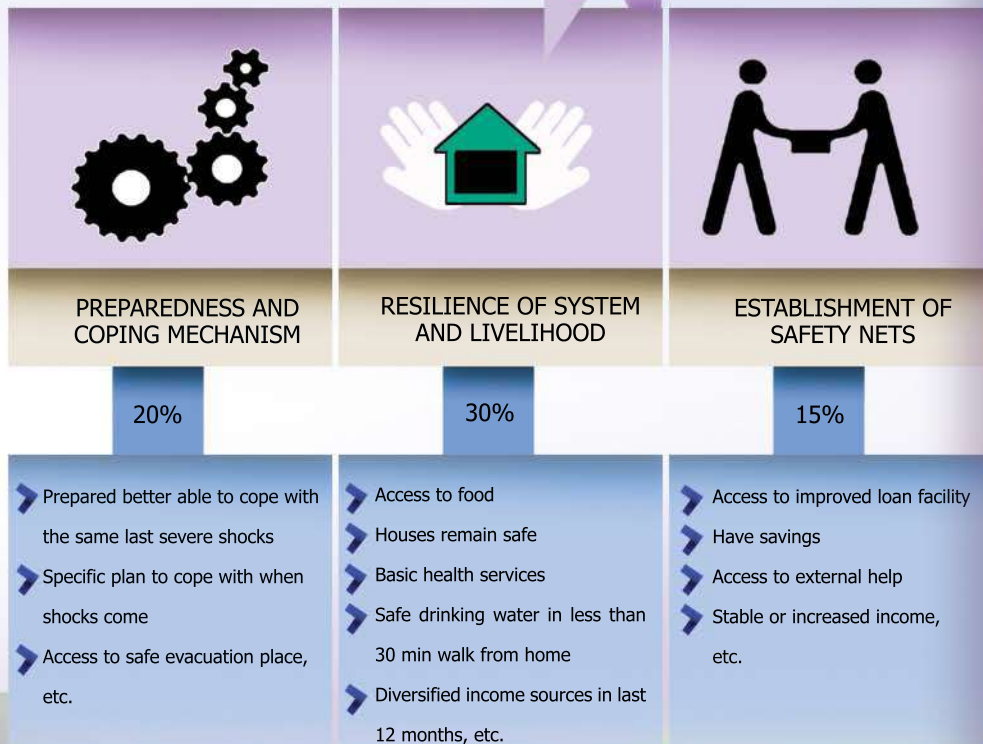 PREPAREDNESS AND
COPING MECHANISM
20%
Prepared better able to cope with
the same last severe shocks
Specific plan to cope with when
shocks come
Access to safe evacuation place,
etc.
RESILIENCE OF SYSTEM
AND LIVELIHOOD
30%
Access to food
Houses remain safe
Basic health services
Safe drinking water in less than
30 min walk from home
Diversified income sources in last
12 months, etc.
ESTABLISHMENT OF
SAFETY NETS
15%
Access to improved loan facility
Have savings
Access to external help
Stable or increased income,
etc.